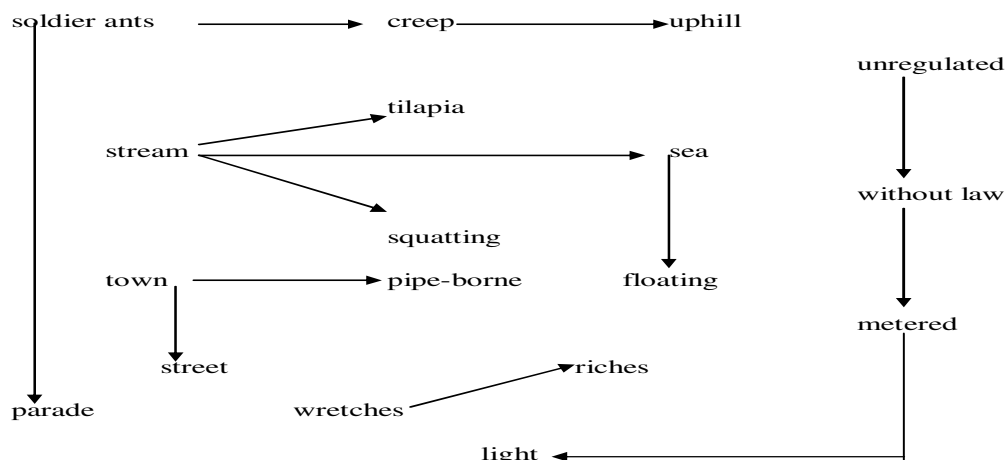 soldier ants creep uphill
unregulated
tilapia
stream sea
without law
squatting
town pipe-borne floating
metered
street riches
parade wretches
light